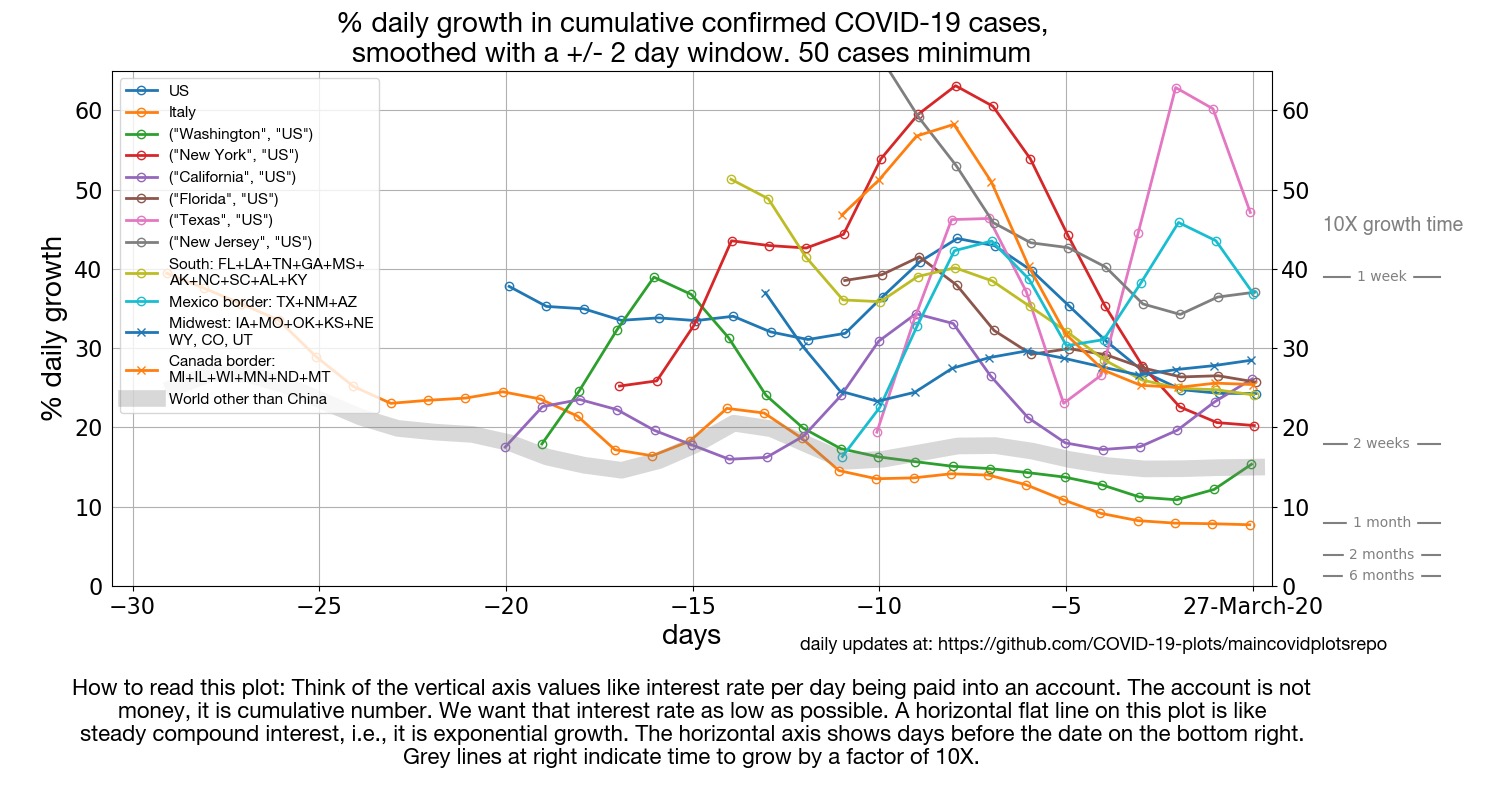 % daily growth in cumulative confirmed COVID-19 cases,
smoothed with a +/- 2 day window. 50 cases minimum
% daily growth
60
50
40
30
20
10
0
US
Italy
("Washington", "US")
("New York", "US")
("California", "US")
("Florida", "US")
("Texas", "US")
("New Jersey", "US")
South: FL+LA+TN+GA+MS+
AK+NC+SC+AL+KY
Mexico border: TX+NM+AZ
Midwest: IA+MO+OK+KS+NE
WY, CO, UT
Canada border:
MI+IL+WI+MN+ND+MT
World other than China
60
50
40
30
20
10
0
10X growth time
1 week
2 weeks
1 month
2 months
6 months
−30 −25 −20 −15 −10 −5 27-March-20
days
daily updates at: https://github.com/COVID-19-plots/maincovidplotsrepo
How to read this plot: Think of the vertical axis values like interest rate per day being paid into an account. The account is not
money, it is cumulative number. We want that interest rate as low as possible. A horizontal flat line on this plot is like
steady compound interest, i.e., it is exponential growth. The horizontal axis shows days before the date on the bottom right.
Grey lines at right indicate time to grow by a factor of 10X.